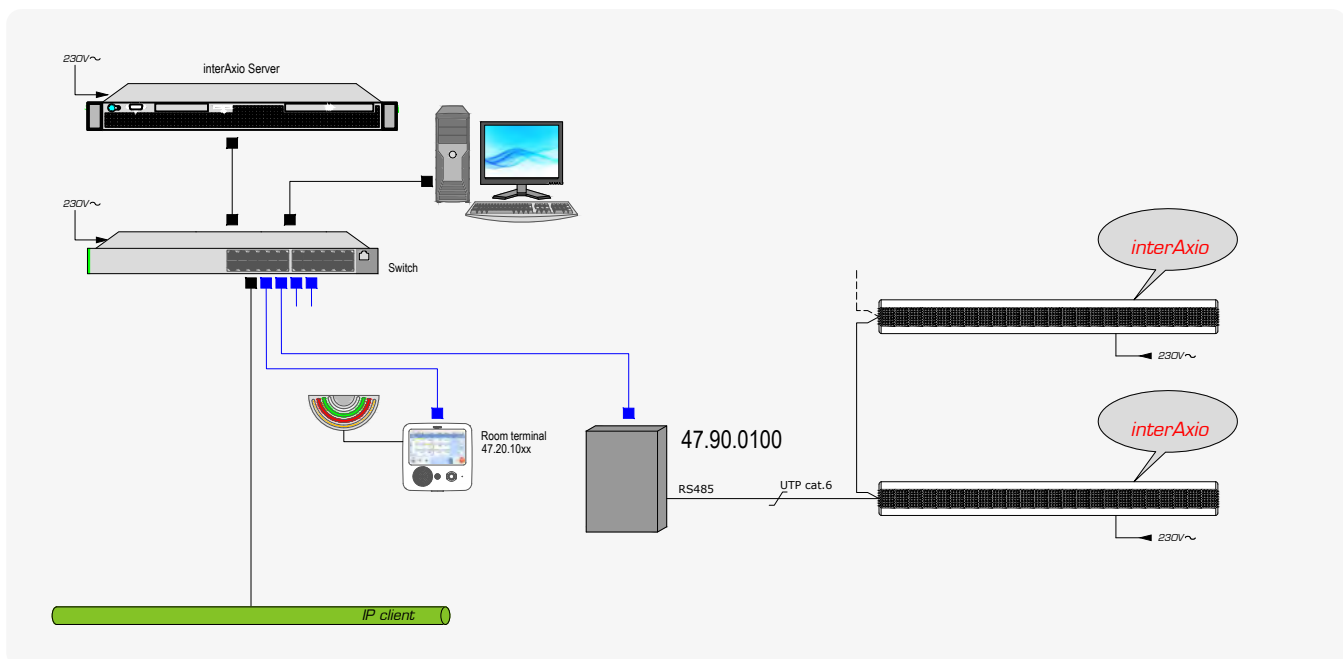 230V~
interAxio Server
230V~
Switch
interAxio
230V~
Room terminal
47.20.10xx
47.90.0100
interAxio
RS485
UTP cat.6
230V~
IP client